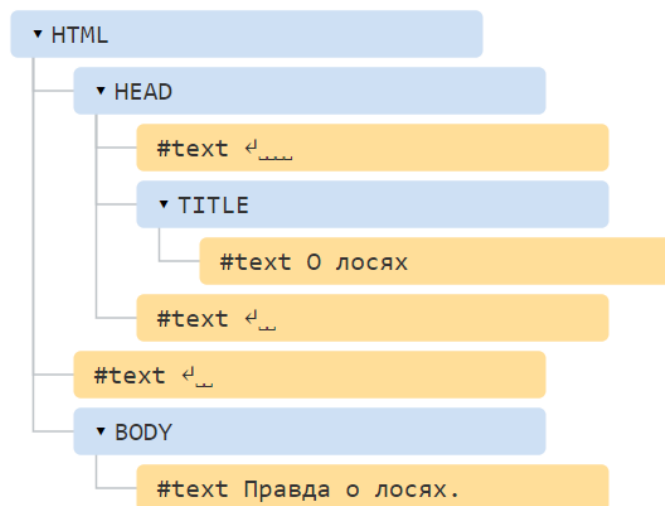 ▾ HTML
▾ HEAD
#text ↵␣␣␣␣
▾ TITLE
#text О лосях
#text ↵␣␣
#text ↵␣␣
▾ BODY
#text Правда о лосях.